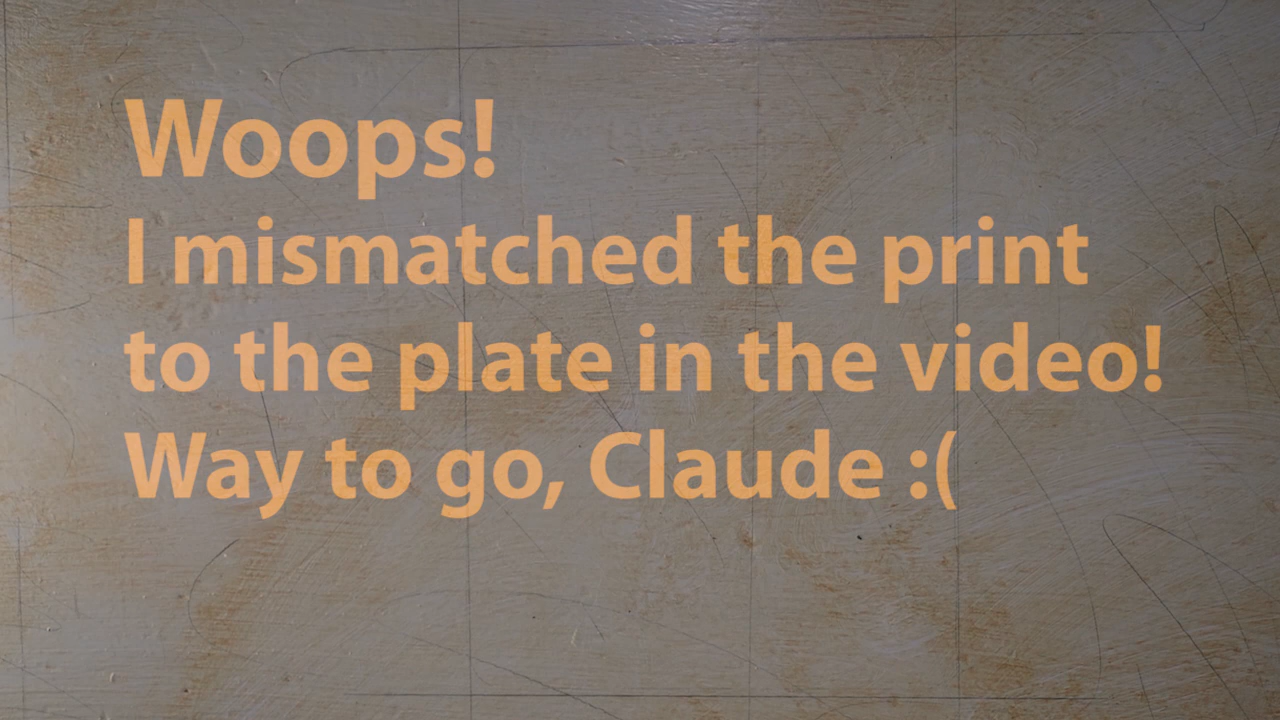 Woops!
I mismatched the print
to the plate in the video!
Way to go, Claude :(